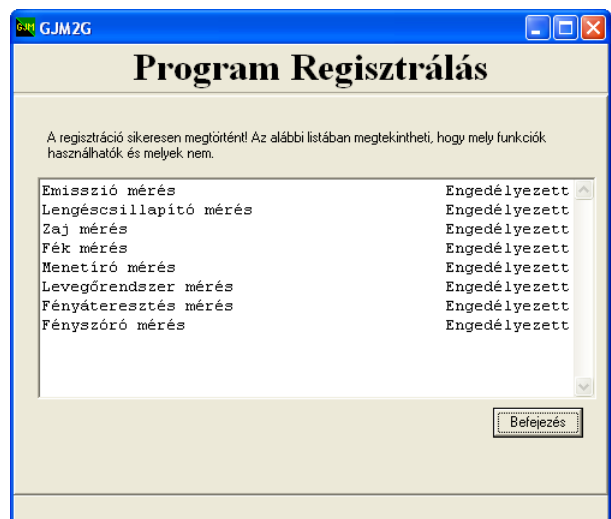 GJM GJM2G
Program Regisztrálás
A regisztráció sikeresen megtörtént! Az alábbi listában megtekintheti, hogy mely funkciók
használhatók és melyek nem.
Emisszió mérés Engedélyezett
Lengéscsillapító mérés Engedélyezett
Zaj mérés Engedélyezett
Fék mérés Engedélyezett
Menetíró mérés Engedélyezett
Levegőrendszer mérés Engedélyezett
Fényáteresztés mérés Engedélyezett
Fényszóró mérés Engedélyezett
Befejezés